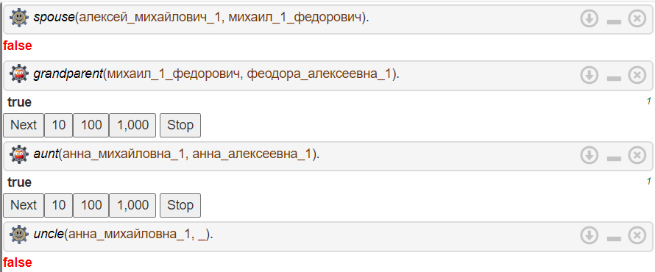 spouse(алексей_михайлович_1, михаил_1_федорович).
false
grandparent(михаил_1_федорович, феодора_алексеевна_1).
true 1
Next 10 100 1,000 Stop
aunt(анна_михайловна_1, анна_алексеевна_1).
true 1
Next 10 100 1,000 Stop
uncle(анна_михайловна_1, _).
false